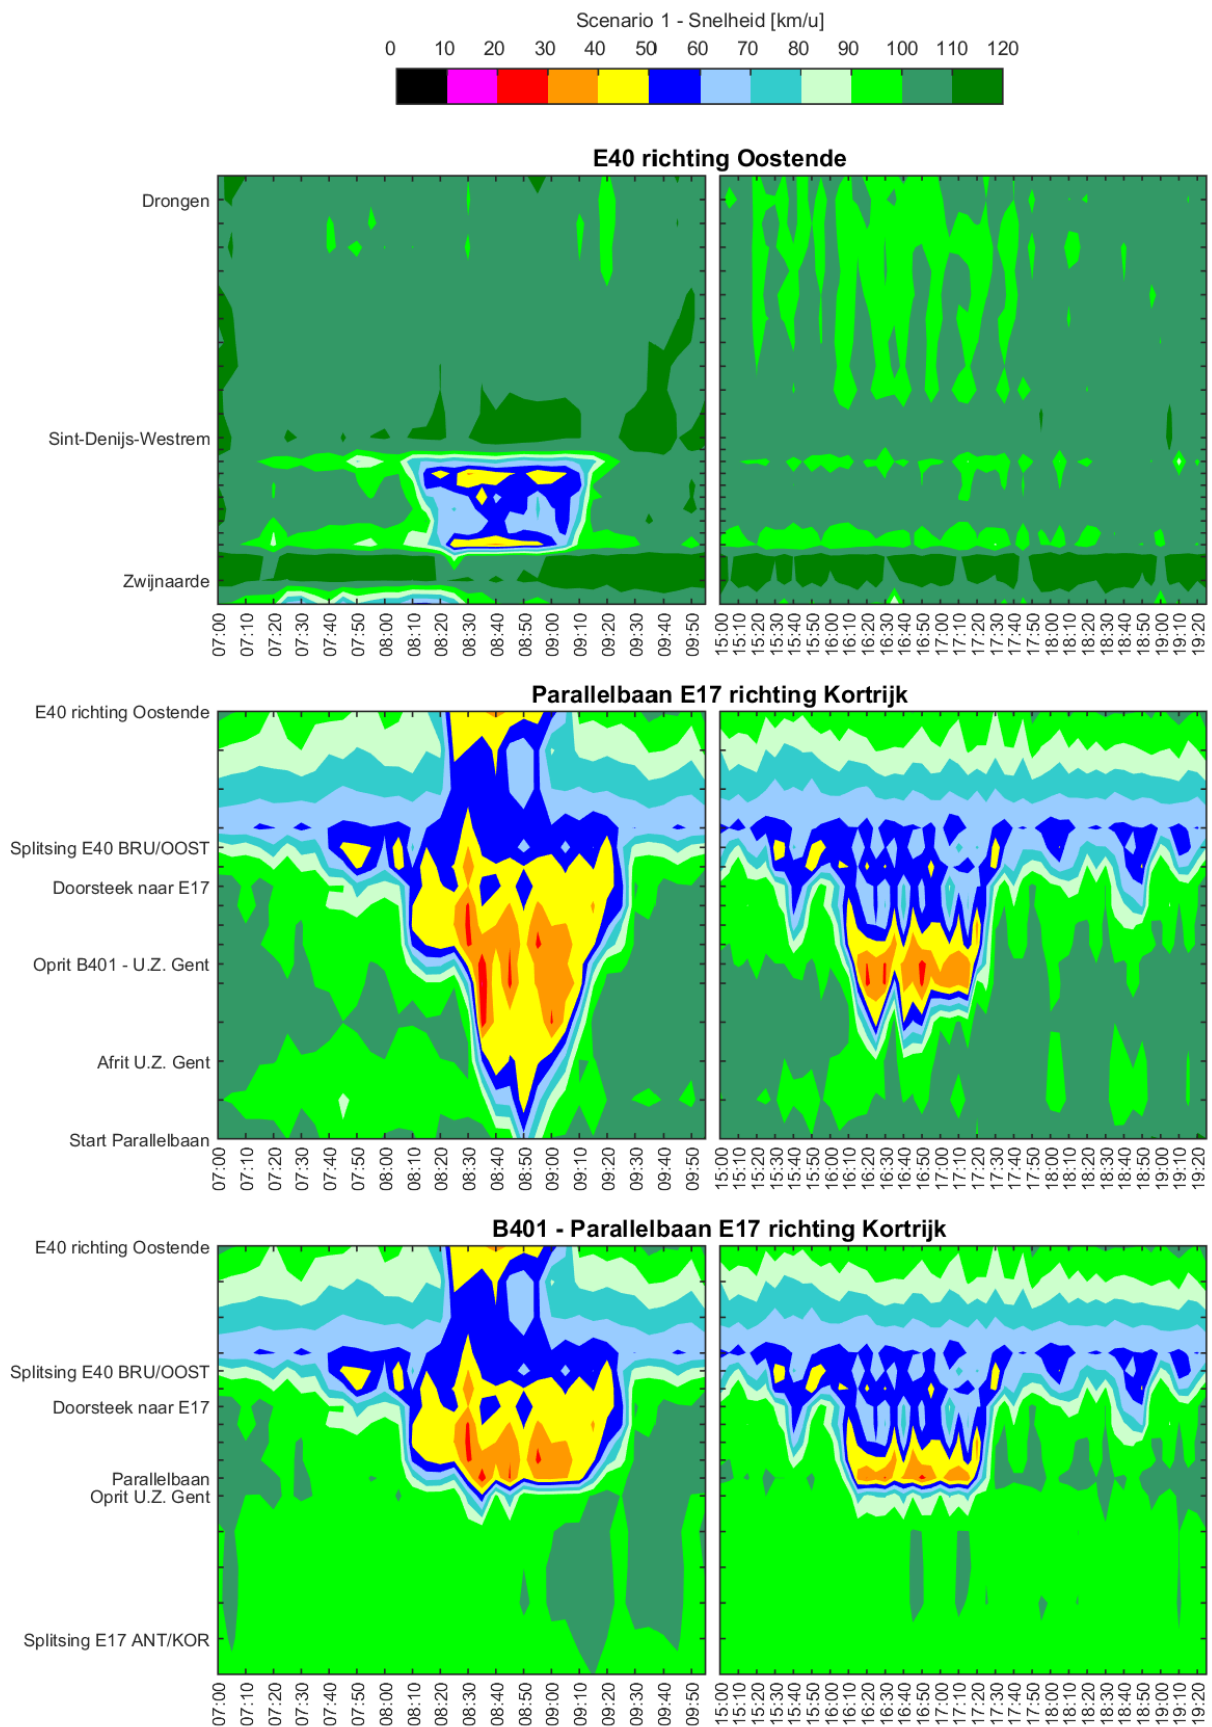 Scenario 1 - Snelheid [km/u]
0 10 20 30 40 50 60 70 80 90 100 110 120
E40 richting Oostende
Drongen
Sint-Denijs-Westrem
Zwijnaarde
07:00 07:10 07:20 07:30 07:40 07:50 08:00 08:10 08:20 08:30 08:40 08:50 09:00 09:10 09:20 09:30 09:40 09:50 15:00 15:10 15:20 15:30 15:40 15:50 16:00 16:10 16:20 16:30 16:40 16:50 17:00 17:10 17:20 17:30 17:40 17:50 18:00 18:10 18:20 18:30 18:40 18:50 19:00 19:10 19:20
Parallelbaan E17 richting Kortrijk
E40 richting Oostende
Splitsing E40 BRU/OOST
Doorsteek naar E17
Oprit B401 - U.Z. Gent
Afrit U.Z. Gent
Start Parallelbaan
07:00 07:10 07:20 07:30 07:40 07:50 08:00 08:10 08:20 08:30 08:40 08:50 09:00 09:10 09:20 09:30 09:40 09:50 15:00 15:10 15:20 15:30 15:40 15:50 16:00 16:10 16:20 16:30 16:40 16:50 17:00 17:10 17:20 17:30 17:40 17:50 18:00 18:10 18:20 18:30 18:40 18:50 19:00 19:10 19:20
B401 - Parallelbaan E17 richting Kortrijk
E40 richting Oostende
Splitsing E40 BRU/OOST
Doorsteek naar E17
Parallelbaan
Oprit U.Z. Gent
Splitsing E17 ANT/KOR
07:00 07:10 07:20 07:30 07:40 07:50 08:00 08:10 08:20 08:30 08:40 08:50 09:00 09:10 09:20 09:30 09:40 09:50 15:00 15:10 15:20 15:30 15:40 15:50 16:00 16:10 16:20 16:30 16:40 16:50 17:00 17:10 17:20 17:30 17:40 17:50 18:00 18:10 18:20 18:30 18:40 18:50 19:00 19:10 19:20